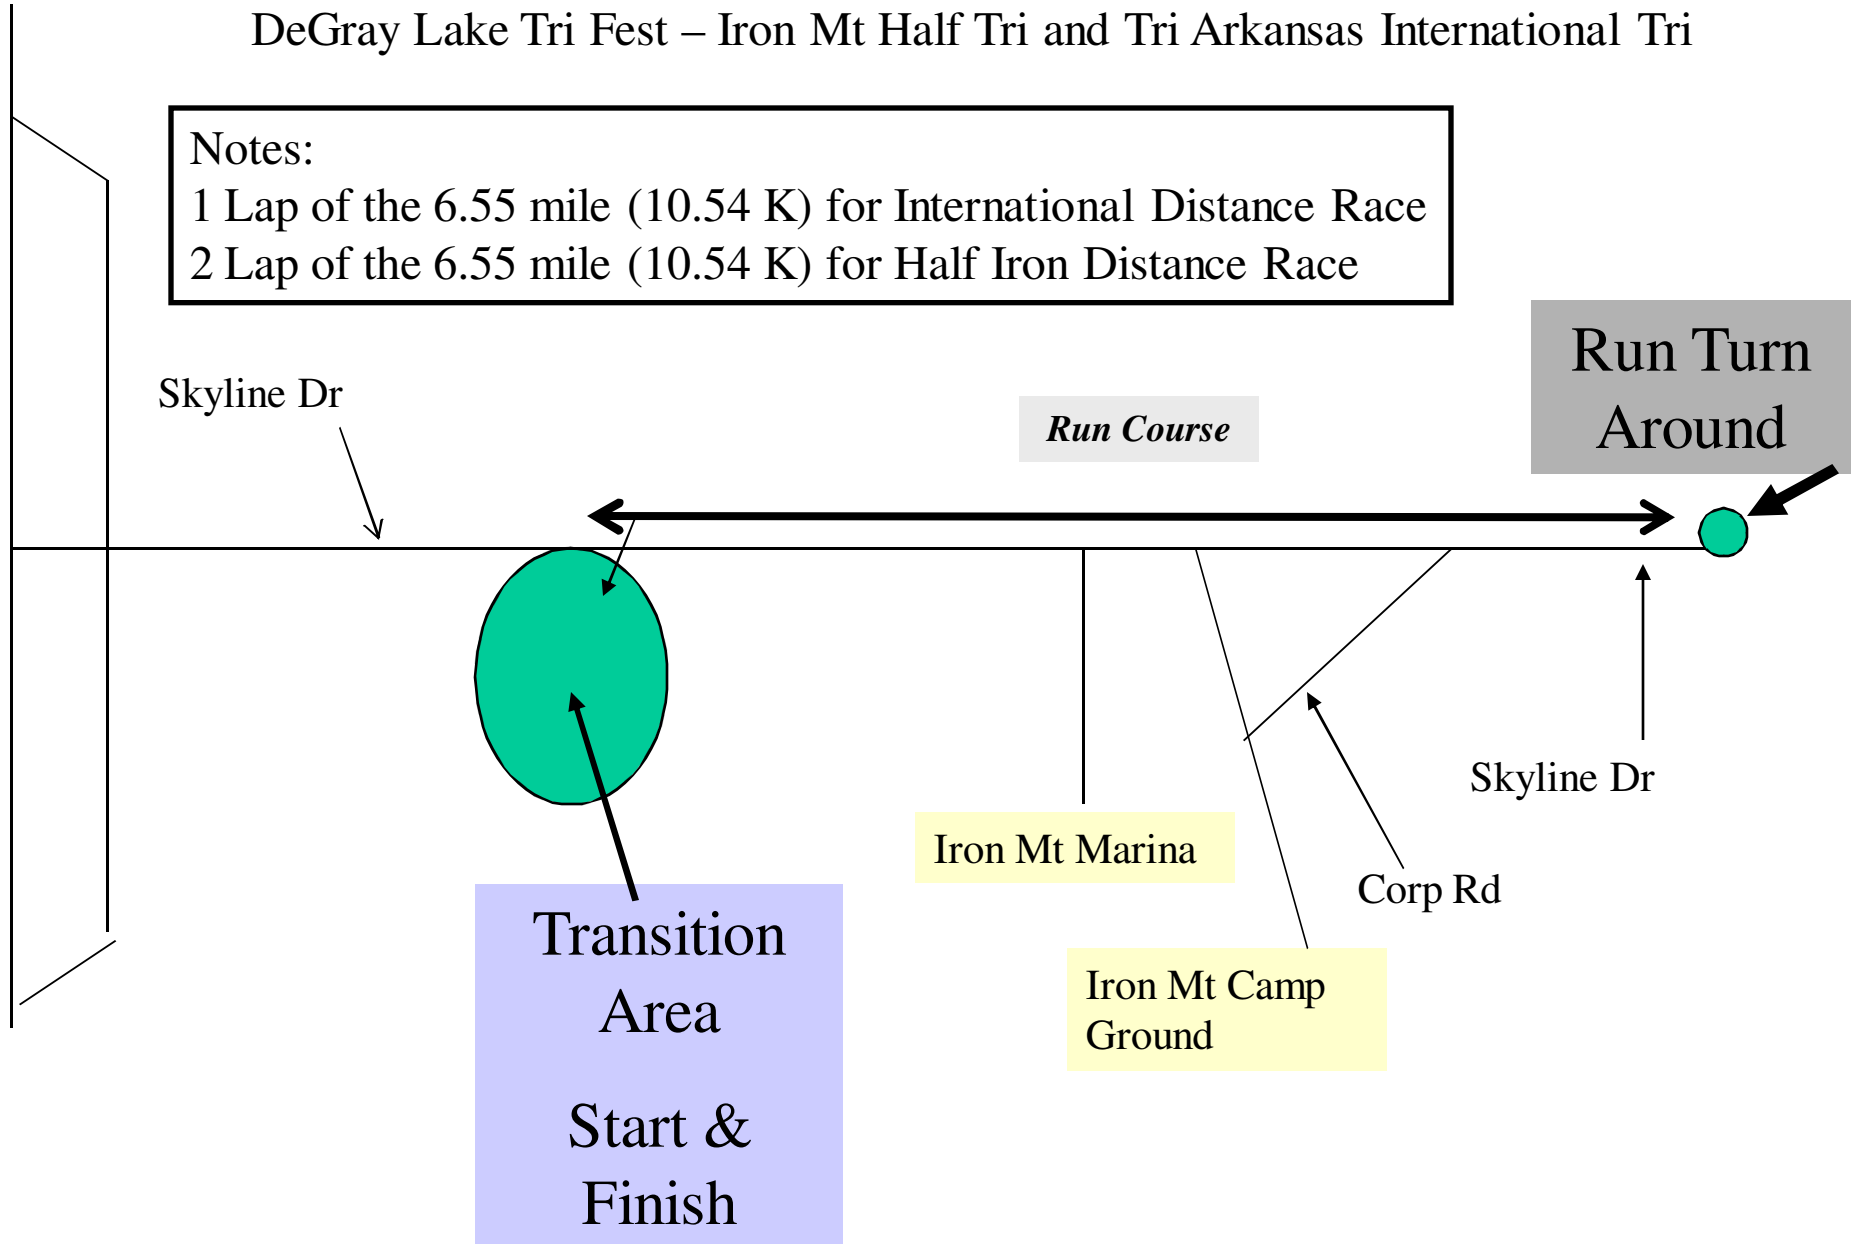 DeGray Lake Tri Fest – Iron Mt Half Tri and Tri Arkansas International Tri
Notes:
1 Lap of the 6.55 mile (10.54 K) for International Distance Race
2 Lap of the 6.55 mile (10.54 K) for Half Iron Distance Race
Run Turn
Around
Skyline Dr
Run Course
Skyline Dr
Iron Mt Marina
Corp Rd
Transition
Area
Start &
Finish
Iron Mt Camp
Ground